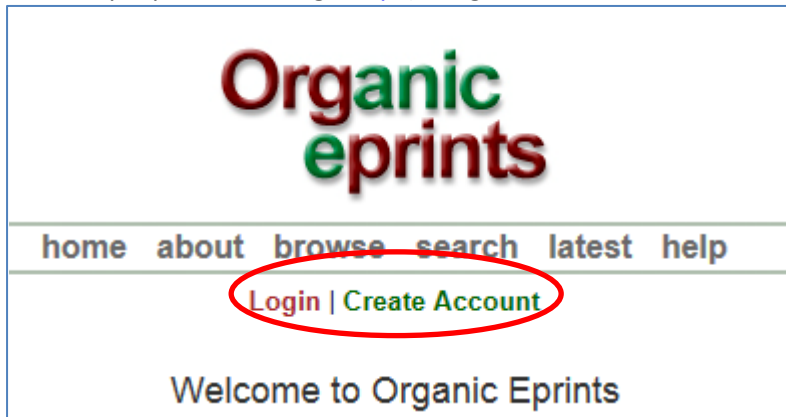 Organic
eprints
home about browse search latest help
Login | Create Account
Welcome to Organic Eprints